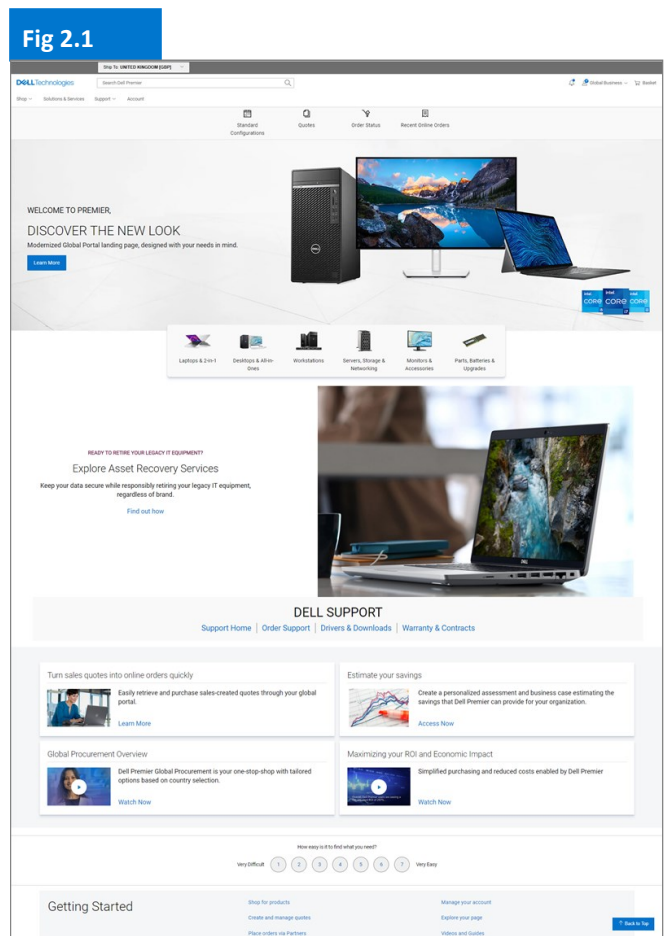 Fig 2.1
Ship To UNITED KINGDOM [GBP]
DELLTechnologies
Search Dell Premier
Global Business
Basket
Shop
Solutions & Services
Support
Account
Standard Configurations
Quotes
Order Status
Recent Online Orders
WELCOME TO PREMIER,
DISCOVER THE NEW LOOK
Modernized Global Portal landing page, designed with your needs in mind.
Learn More
intel
CORE
intel
CORE
i7
intel
CORE
Laptops & 2-in-1
Desktops & All-in-Ones
Workstations
Servers, Storage & Networking
Monitors & Accessories
Parts, Batteries & Upgrades
READY TO RETIRE YOUR LEGACY IT EQUIPMENT?
Explore Asset Recovery Services
Keep your data secure while responsibly retiring your legacy IT equipment,
regardless of brand.
Find out how
DELL
DELL SUPPORT
Support Home | Order Support | Drivers & Downloads | Warranty & Contracts
Turn sales quotes into online orders quickly
Easily retrieve and purchase sales-created quotes through your global
portal.
Learn More
Estimate your savings
Create a personalized assessment and business case estimating the
savings that Dell Premier can provide for your organization.
Access Now
Global Procurement Overview
Dell Premier Global Procurement is your one-stop-shop with tailored
options based on country selection.
Watch Now
Maximizing your ROI and Economic Impact
Simplified purchasing and reduced costs enabled by Dell Premier
Watch Now
How easy is it to find what you need?
Very Difficult 1 2 3 4 5 6 7 Very Easy
Getting Started
Shop for products
Create and manage quotes
Place orders via Partners
Manage your account
Explore your page
Videos and Guides
Back to Top